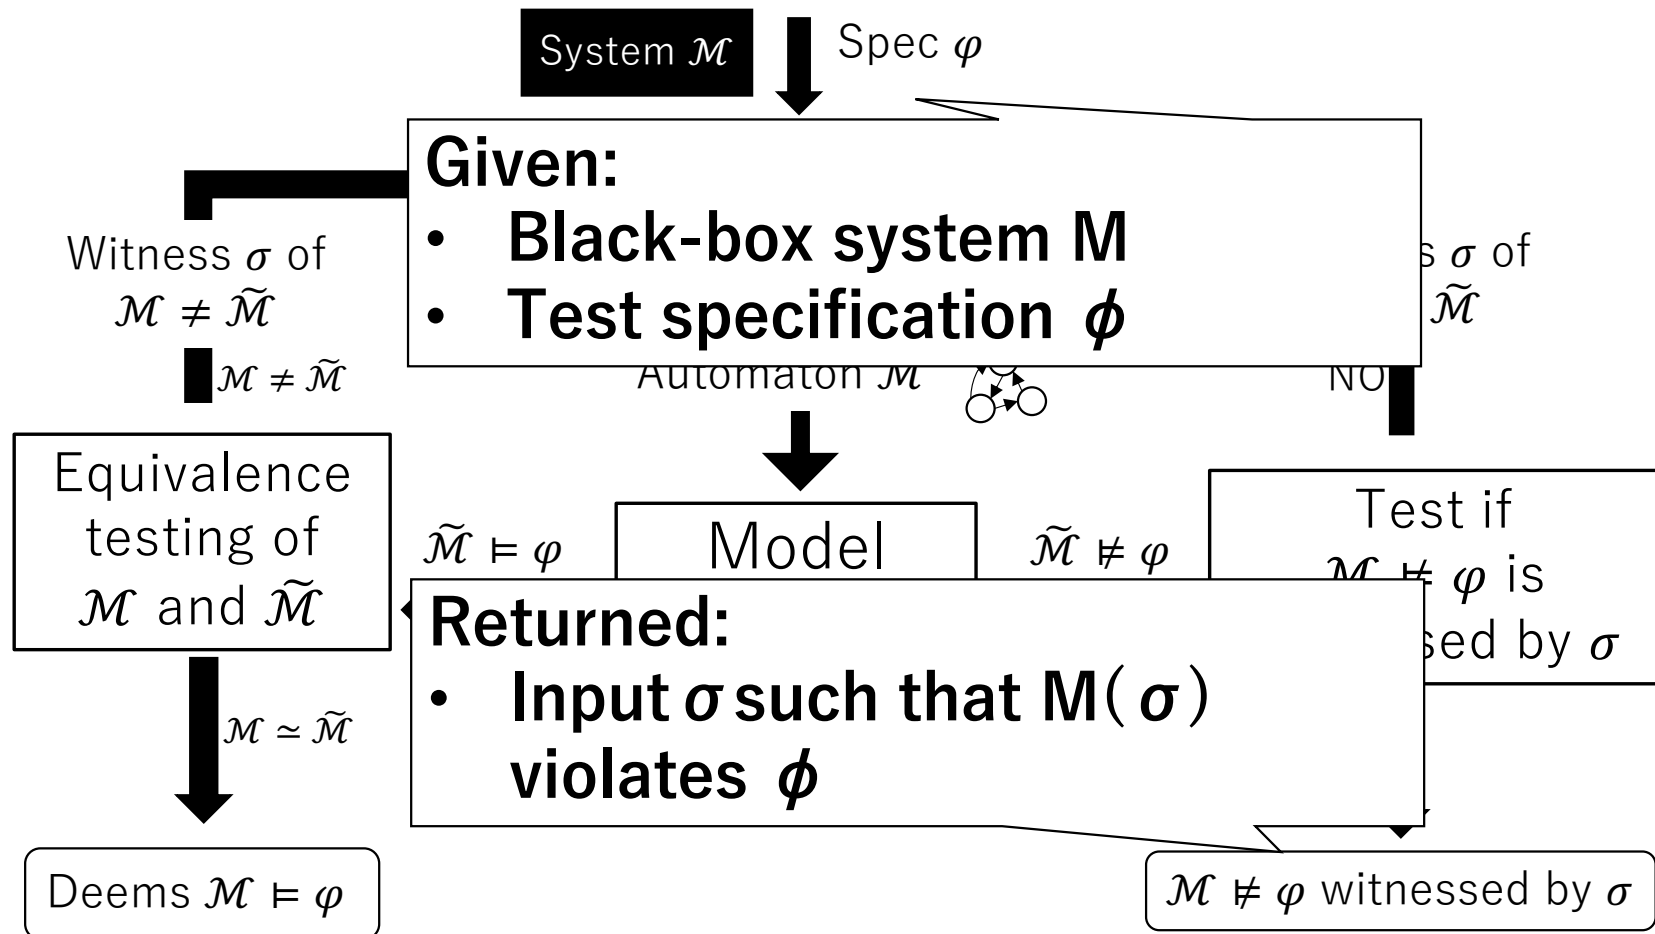 System ℳ
Spec φ
Given:
• Black-box system M
• Test specification ϕ
Witness σ of
ℳ ≠ ℳ̃
s σ of
ℳ̃
ℳ ≠ ℳ̃
Automaton ℳ
NO
Equivalence
testing of
ℳ and ℳ̃
ℳ̃ ⊨ φ
Model
ℳ̃ ⊭ φ
Test if
ℳ ⊭ φ is
sed by σ
Returned:
• Input σ such that M( σ )
violates ϕ
ℳ ≃ ℳ̃
Deems ℳ ⊨ φ
ℳ ⊭ φ witnessed by σ